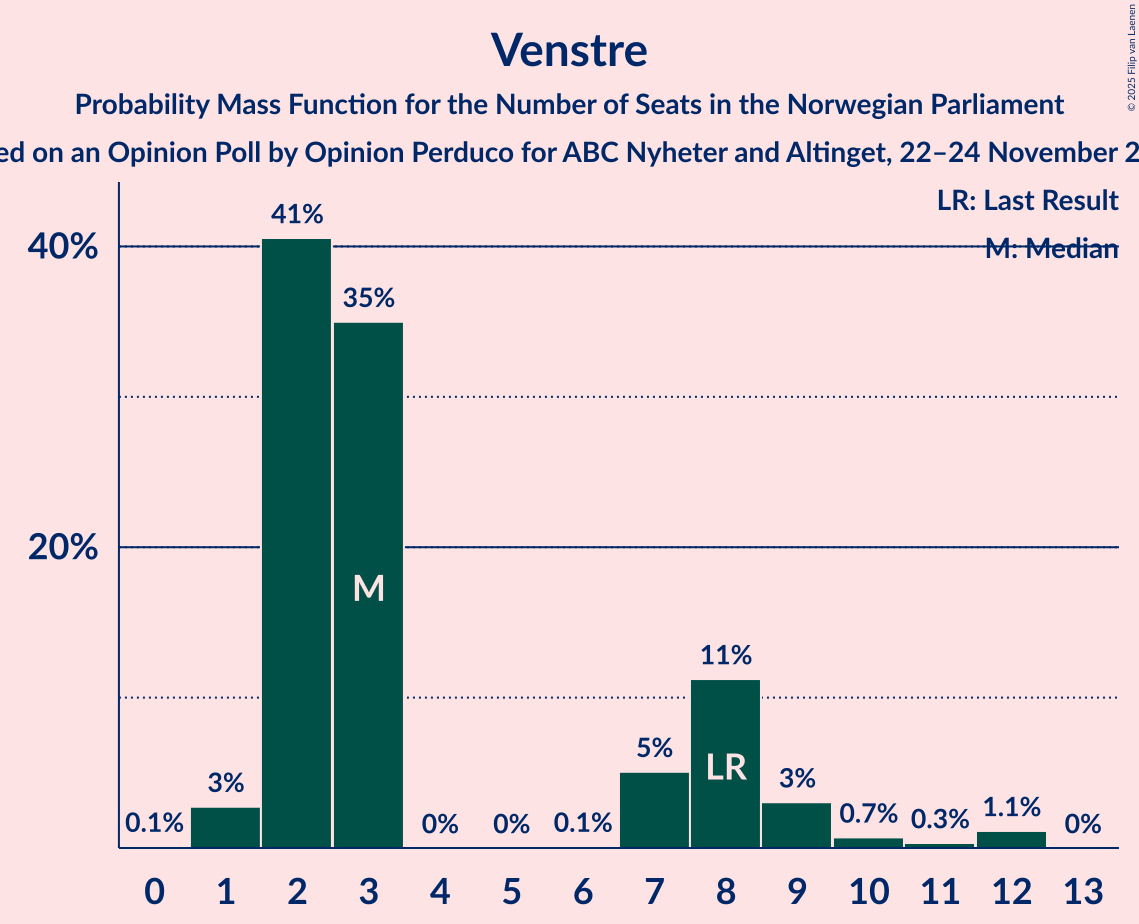 Venstre
Probability Mass Function for the Number of Seats in the Norwegian Parliament
ed on an Opinion Poll by Opinion Perduco for ABC Nyheter and Altinget, 22–24 November 2
© 2025 Filip van Laenen
LR: Last Result
M: Median
40%
20%
41%
35%
M
11%
LR
5%
3%
0.1%
3%
0%
0%
0.1%
0.7%
0.3%
1.1%
0%
0 1 2 3 4 5 6 7 8 9 10 11 12 13